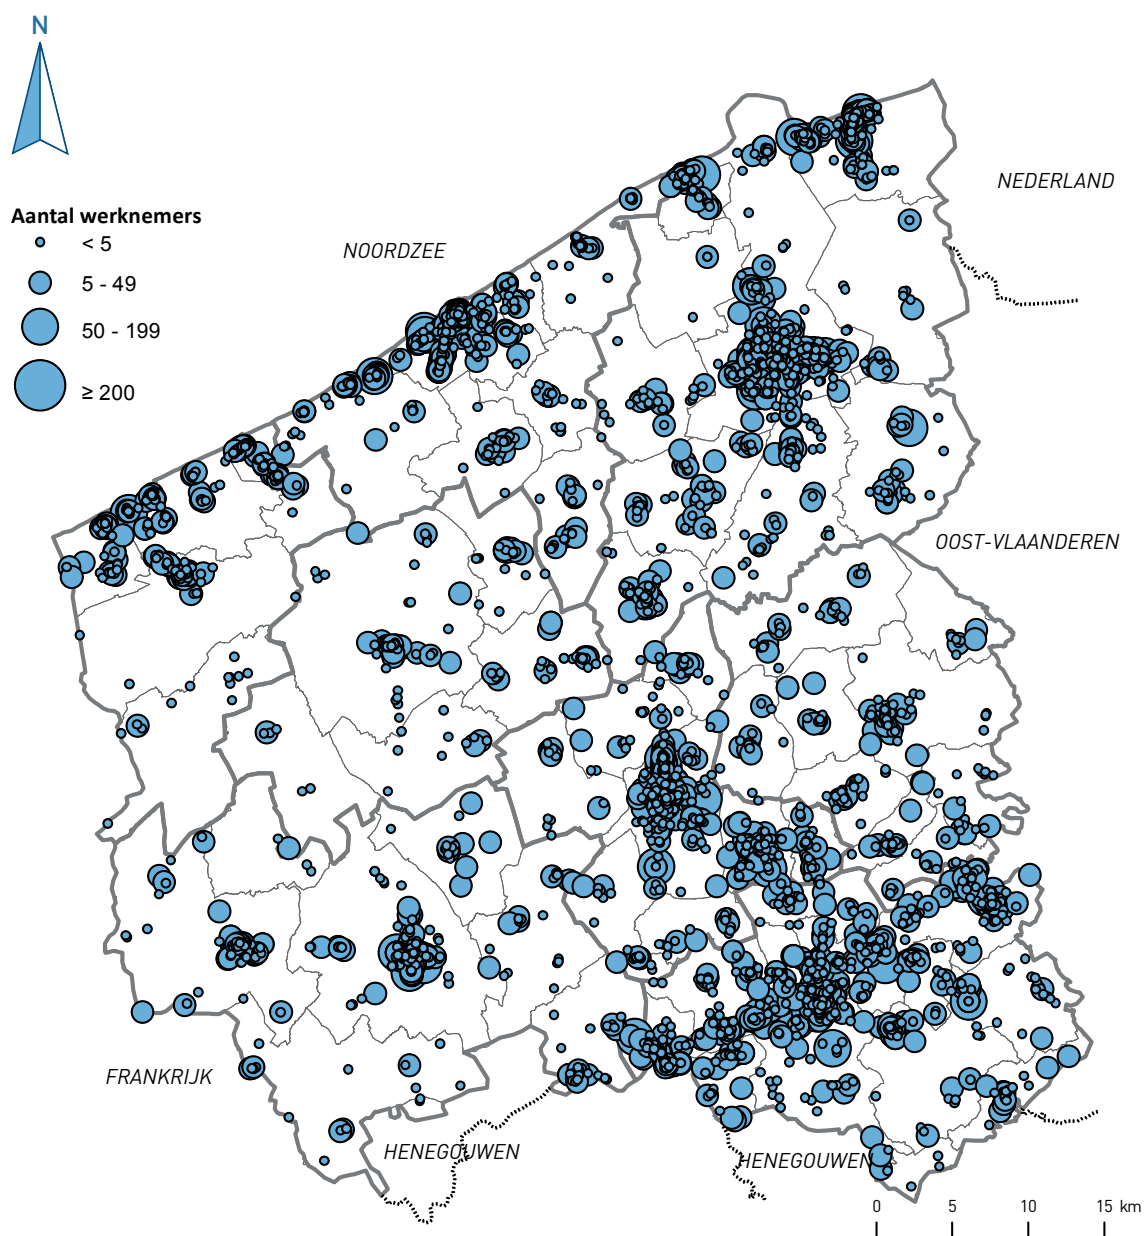 N
Aantal werknemers
< 5
5 - 49
50 - 199
≥ 200
NOORDZEE
NEDERLAND
OOST-VLAANDEREN
FRANKRIJK
HENEGOUWEN
HENEGOUWEN
0 5 10 15 km